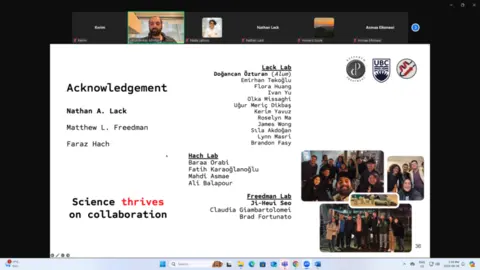 Nathan Lack
Acknowledgement
Nathan A. Lack
Matthew L. Freedman
Faraz Hach
Science thrives
on collaboration
Lack Lab
Doğancan Özturan (Alum)
Emirhan Tekoğlu
Flora Huang
Ivan Yu
Olka Missaghi
Uğur Meriç Dikbaş
Kerim Yavuz
Roselyn Ma
James Wong
Sıla Akdoğan
Lynn Masri
Brandon Fasy
Hach Lab
Baraa Orabi
Fatih Karaoğlanoğlu
Mahdi Asmae
Ali Balapour
Freedman Lab
Ji-Heui Seo
Claudia Giambartolomei
Brad Fortunato
UBC
36
Search